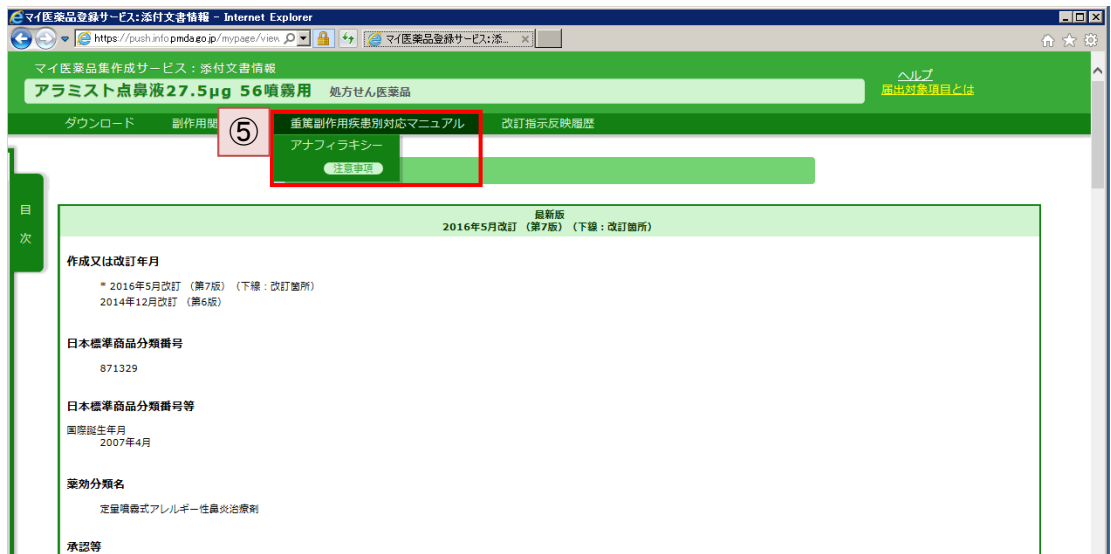 マイ医薬品登録サービス:添付文書情報 - Internet Explorer
https://push.info.pmda.go.jp/mypage/view
マイ医薬品登録サービス:添...
マイ医薬品集作成サービス:添付文書情報
アラミスト点鼻液27.5μg 56噴霧用 処方せん医薬品
ヘルプ
届出対象項目とは
ダウンロード 副作用 重篤副作用疾患別対応マニュアル 改訂指示反映履歴
⑤
アナフィラキシー
注意事項
目次
最新版
2016年5月改訂 (第7版) (下線:改訂箇所)
作成又は改訂年月
* 2016年5月改訂 (第7版) (下線:改訂箇所)
2014年12月改訂 (第6版)
日本標準商品分類番号
871329
日本標準商品分類番号等
国際誕生年月
2007年4月
薬効分類名
定量噴霧式アレルギー性鼻炎治療剤
承認等